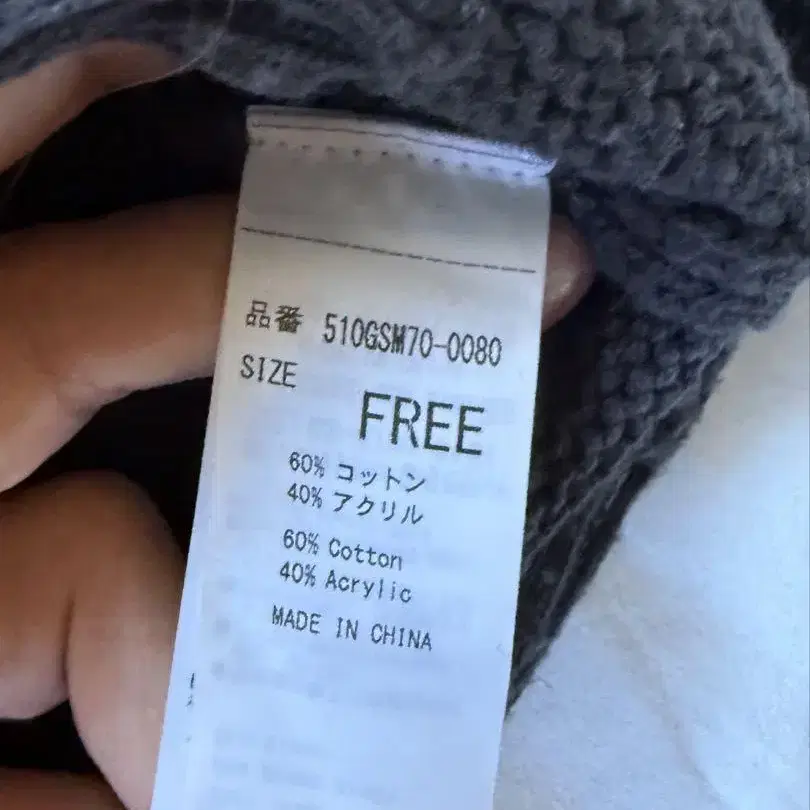 品番 510GSM70-0080
SIZE
FREE
60% コットン
40% アクリル
60% Cotton
40% Acrylic
MADE IN CHINA